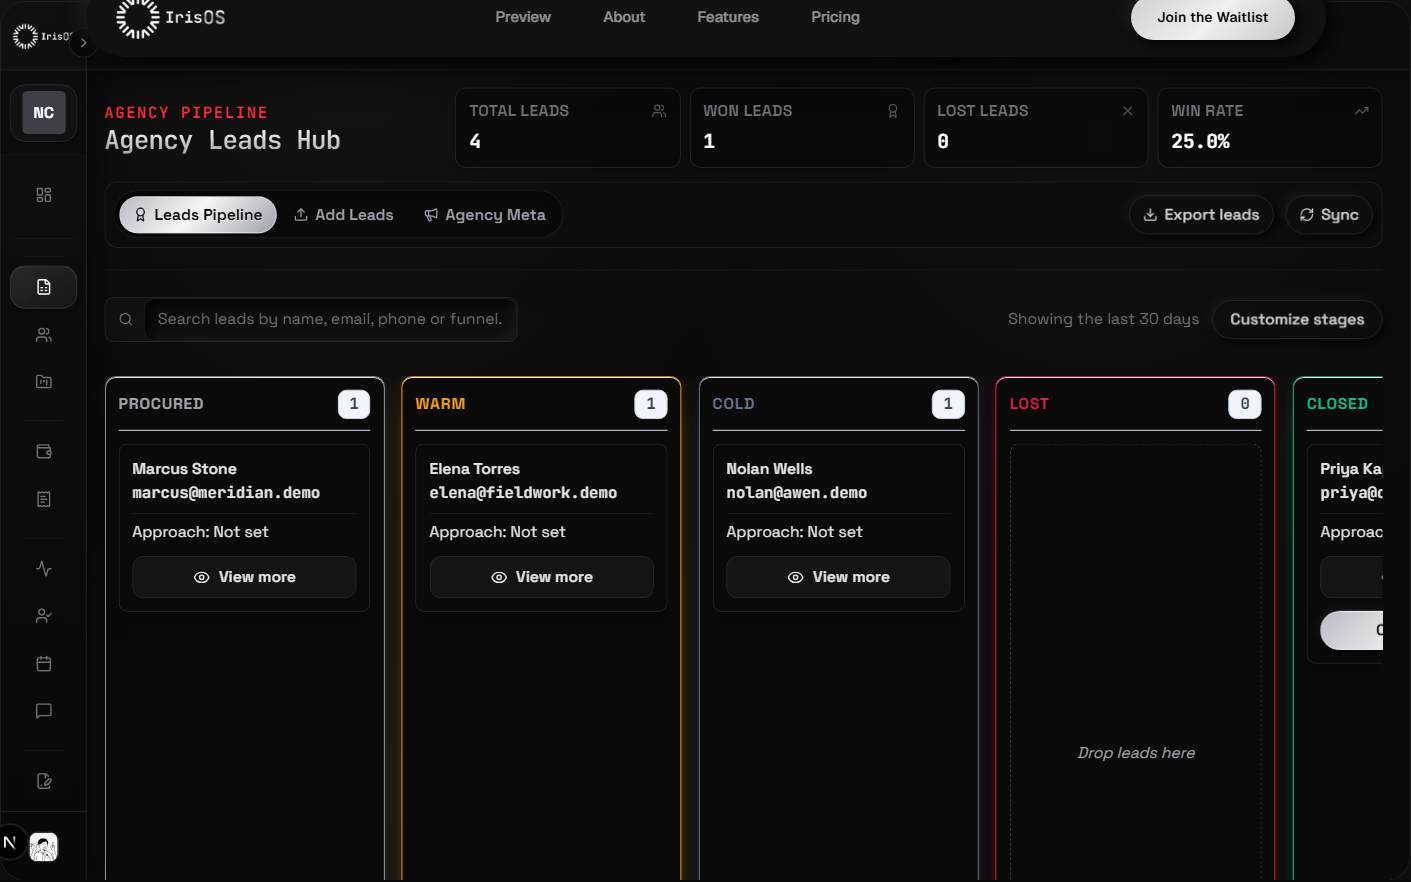 IrisOS
Preview
About
Features
Pricing
Join the Waitlist
NC
AGENCY PIPELINE
Agency Leads Hub
TOTAL LEADS
4
WON LEADS
1
LOST LEADS
0
WIN RATE
25.0%
Leads Pipeline
Add Leads
Agency Meta
Export leads
Sync
Search leads by name, email, phone or funnel.
Showing the last 30 days
Customize stages
PROCURED
1
Marcus Stone
marcus@meridian.demo
Approach: Not set
View more
WARM
1
Elena Torres
elena@fieldwork.demo
Approach: Not set
View more
COLD
1
Nolan Wells
nolan@awen.demo
Approach: Not set
View more
LOST
0
Drop leads here
CLOSED
Priya
N